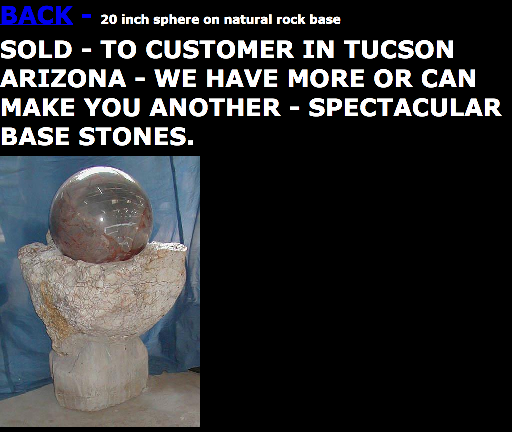 BACK - 20 inch sphere on natural rock base
SOLD - TO CUSTOMER IN TUCSON
ARIZONA - WE HAVE MORE OR CAN
MAKE YOU ANOTHER - SPECTACULAR
BASE STONES.